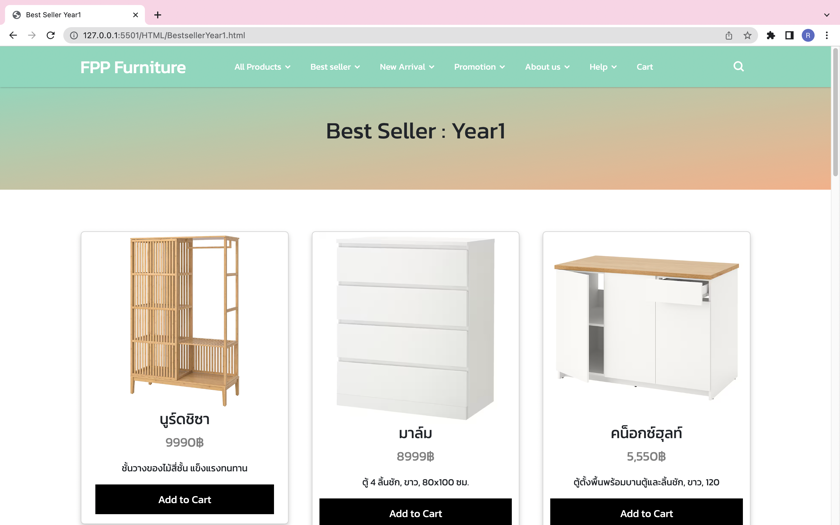 Best Seller Year1
127.0.0.1:5501/HTML/BestsellerYear1.html
R
FPP Furniture
All Products
Best seller
New Arrival
Promotion
About us
Help
Cart
Best Seller : Year1
นูร์ดชิซา
9990฿
ชั้นวางของไม้สี่ชั้น แข็งแรงทนทาน
Add to Cart
มาล์ม
8999฿
ตู้ 4 ลิ้นชัก, ขาว, 80x100 ซม.
Add to Cart
คน็อกซ์ฮุลท์
5,550฿
ตู้ตั้งพื้นพร้อมบานตู้และลิ้นชัก, ขาว, 120
Add to Cart